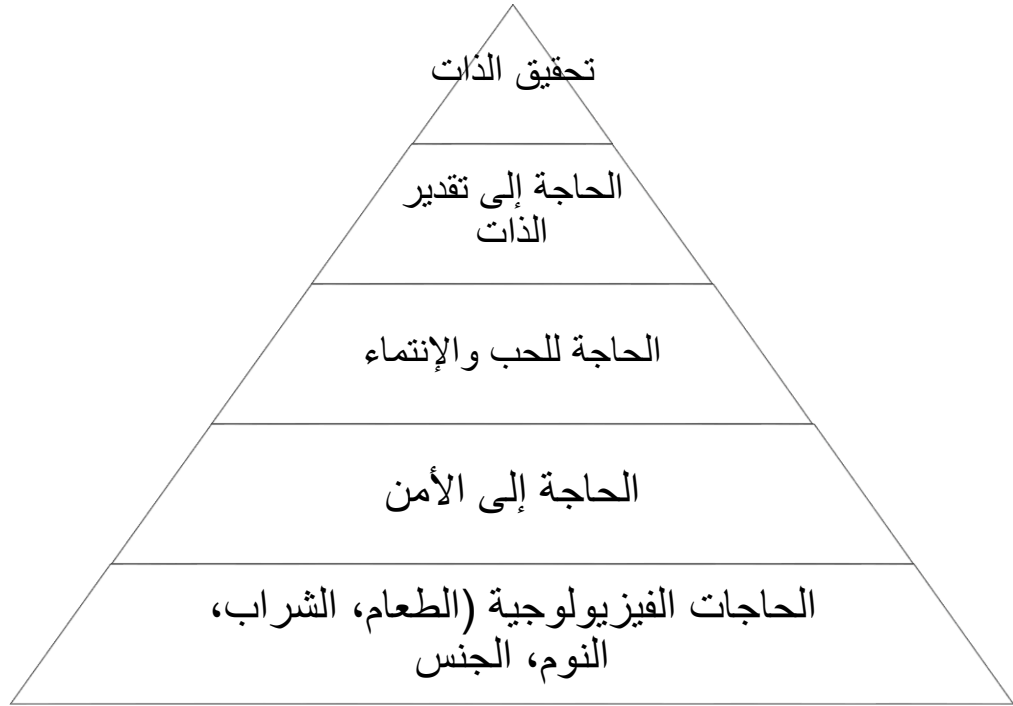 تحقيق الذات
الحاجة إلى تقدير
الذات
الحاجة للحب والإنتماء
الحاجة إلى الأمن
الحاجات الفيزيولوجية (الطعام، الشراب،
النوم، الجنس